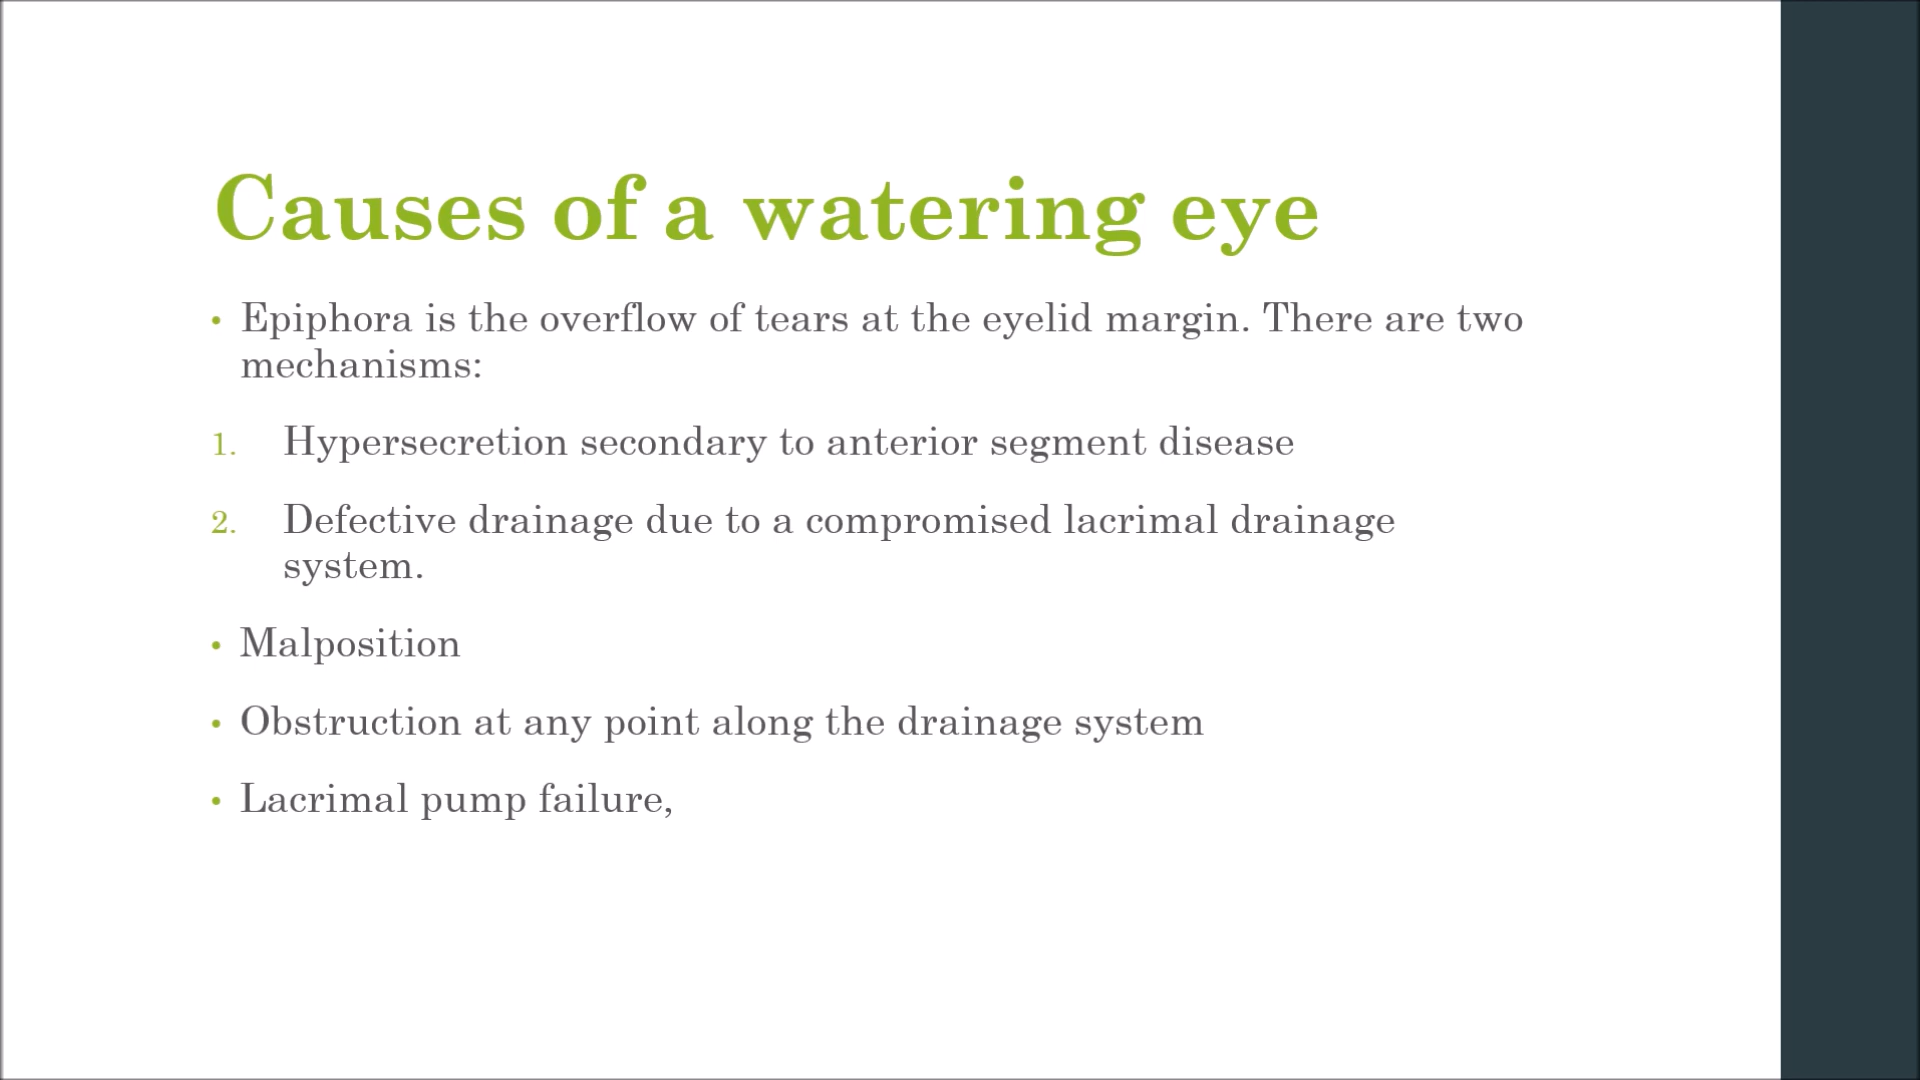 Causes of a watering eye
• Epiphora is the overflow of tears at the eyelid margin. There are two
mechanisms:
1. Hypersecretion secondary to anterior segment disease
2. Defective drainage due to a compromised lacrimal drainage
system.
• Malposition
• Obstruction at any point along the drainage system
• Lacrimal pump failure,